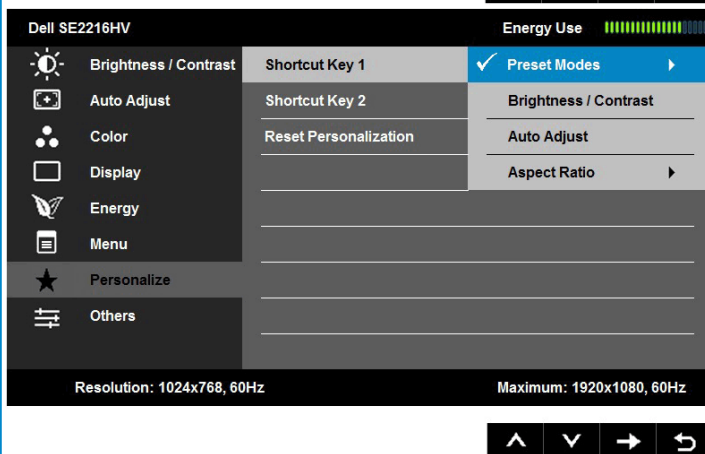 Dell SE2216HV Energy Use
Brightness / Contrast Shortcut Key 1 Preset Modes
Auto Adjust Shortcut Key 2 Brightness / Contrast
Color Reset Personalization Auto Adjust
Display Aspect Ratio
Energy
Menu
Personalize
Others
Resolution: 1024x768, 60Hz Maximum: 1920x1080, 60Hz